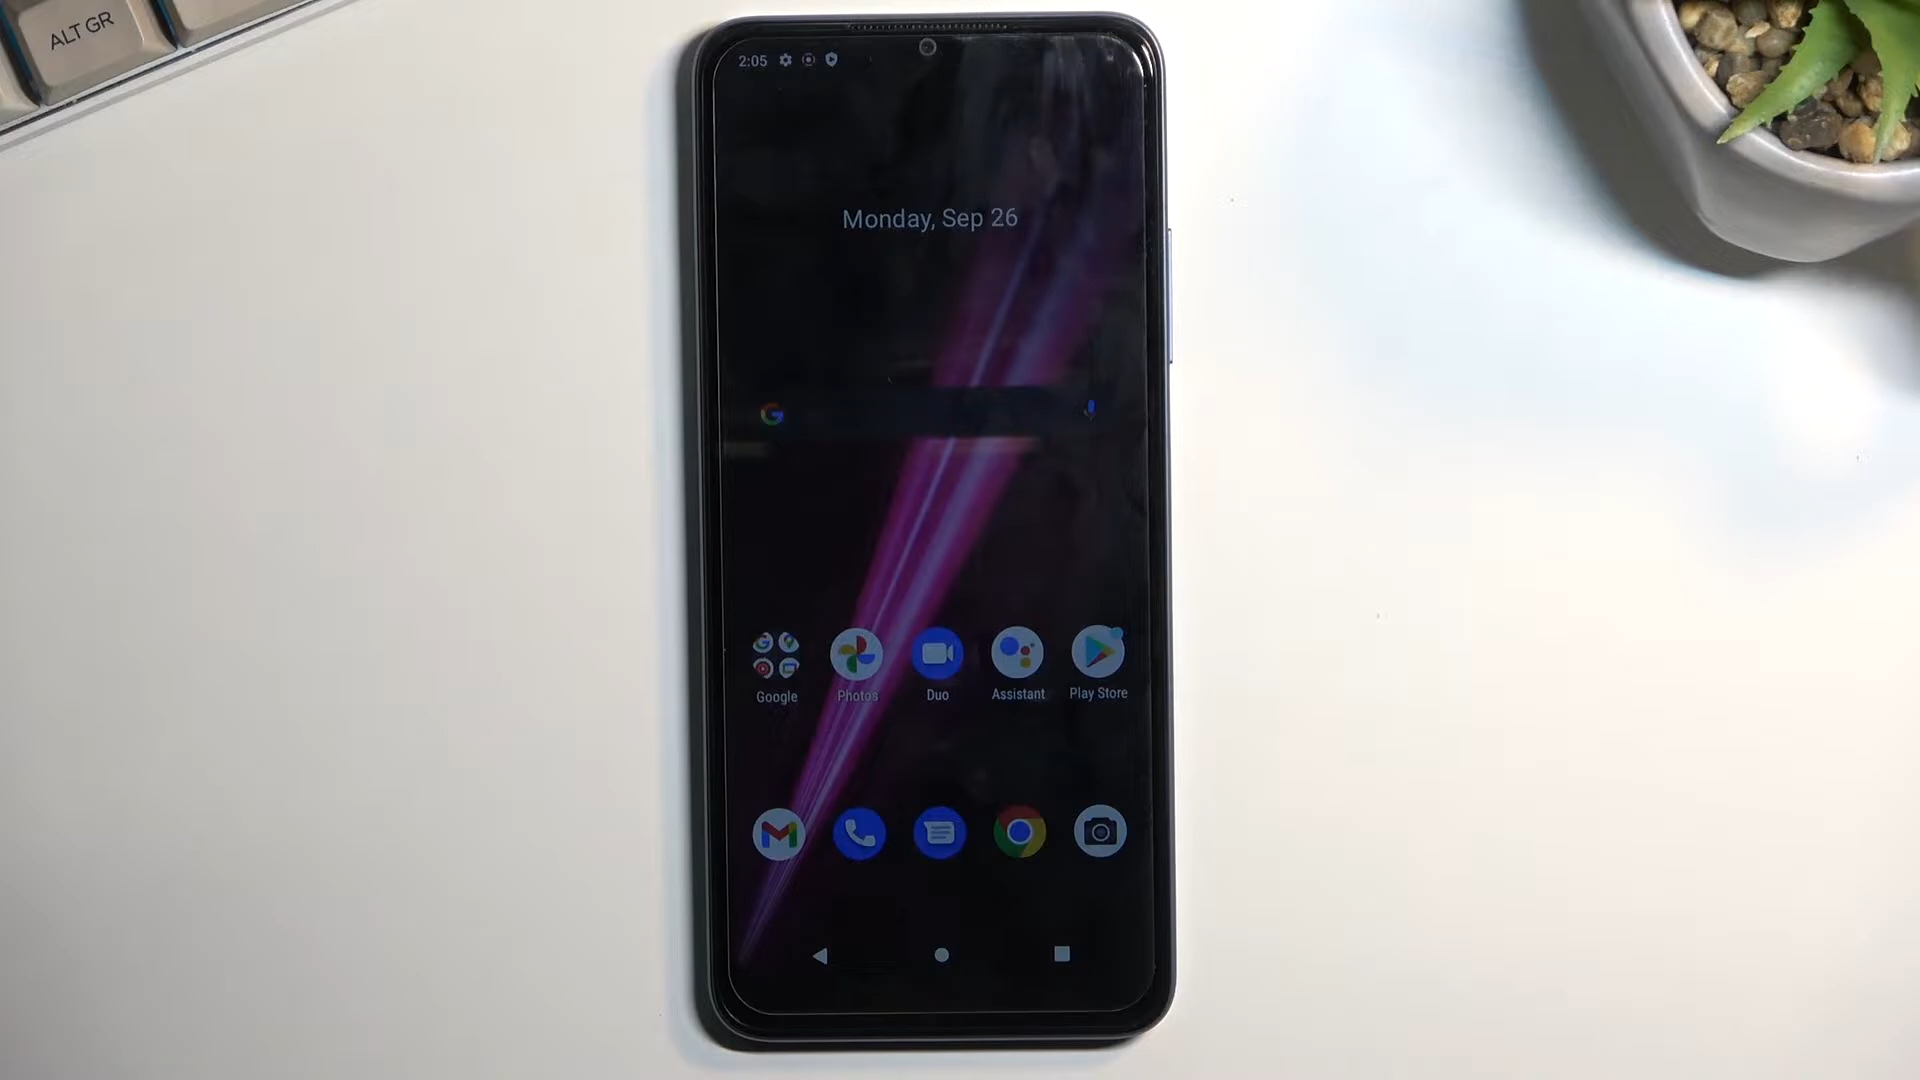 ALT GR
2:05
Monday, Sep 26
Google
Photos
Duo
Assistant
Play Store